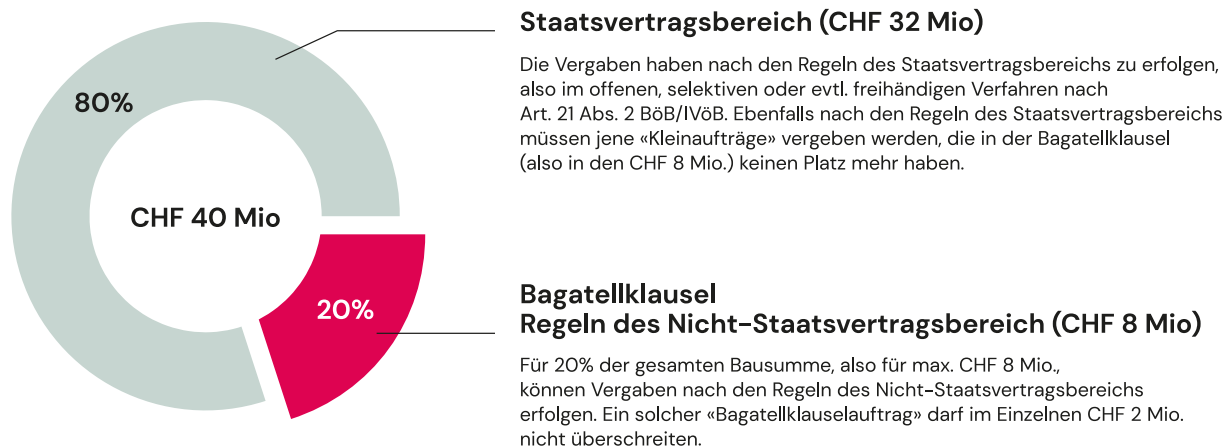 80%
CHF 40 Mio
20%
Staatsvertragsbereich (CHF 32 Mio)
Die Vergaben haben nach den Regeln des Staatsvertragsbereichs zu erfolgen,
also im offenen, selektiven oder evtl. freihändigen Verfahren nach
Art. 21 Abs. 2 BöB/IVöB. Ebenfalls nach den Regeln des Staatsvertragsbereichs
müssen jene «Kleinaufträge» vergeben werden, die in der Bagatellklausel
(also in den CHF 8 Mio.) keinen Platz mehr haben.
Bagatellklausel
Regeln des Nicht-Staatsvertragsbereich (CHF 8 Mio)
Für 20% der gesamten Bausumme, also für max. CHF 8 Mio.,
können Vergaben nach den Regeln des Nicht-Staatsvertragsbereichs
erfolgen. Ein solcher «Bagatellklauselauftrag» darf im Einzelnen CHF 2 Mio.
nicht überschreiten.